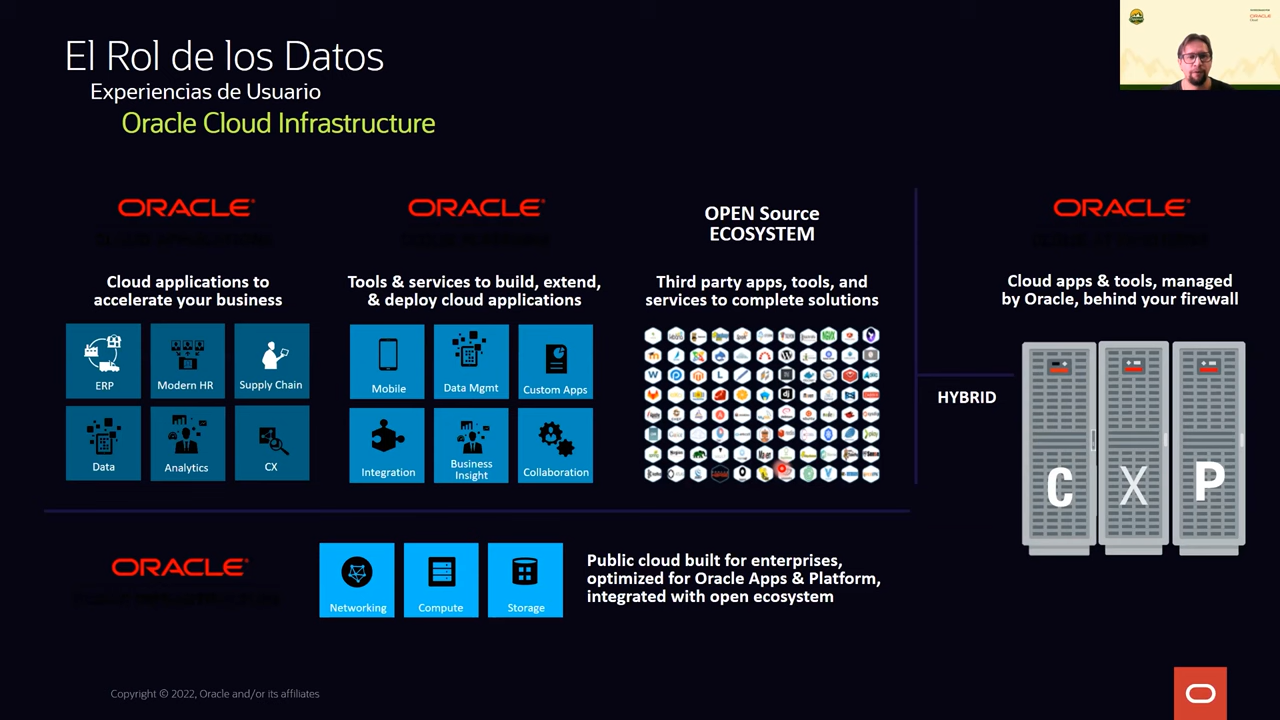 El Rol de los Datos
Experiencias de Usuario
Oracle Cloud Infrastructure
ORACLE
Cloud
ORACLE®
Cloud applications to
accelerate your business
ERP
Modern HR
Supply Chain
Data
Analytics
CX
ORACLE®
Tools & services to build, extend,
& deploy cloud applications
Mobile
Data Mgmt
Custom Apps
Integration
Business
Insight
Collaboration
OPEN Source
ECOSYSTEM
Third party apps, tools, and
services to complete solutions
ORACLE®
Cloud apps & tools, managed
by Oracle, behind your firewall
HYBRID
C
X
P
ORACLE®
Networking
Compute
Storage
Public cloud built for enterprises,
optimized for Oracle Apps & Platform,
integrated with open ecosystem
Copyright © 2022, Oracle and/or its affiliates